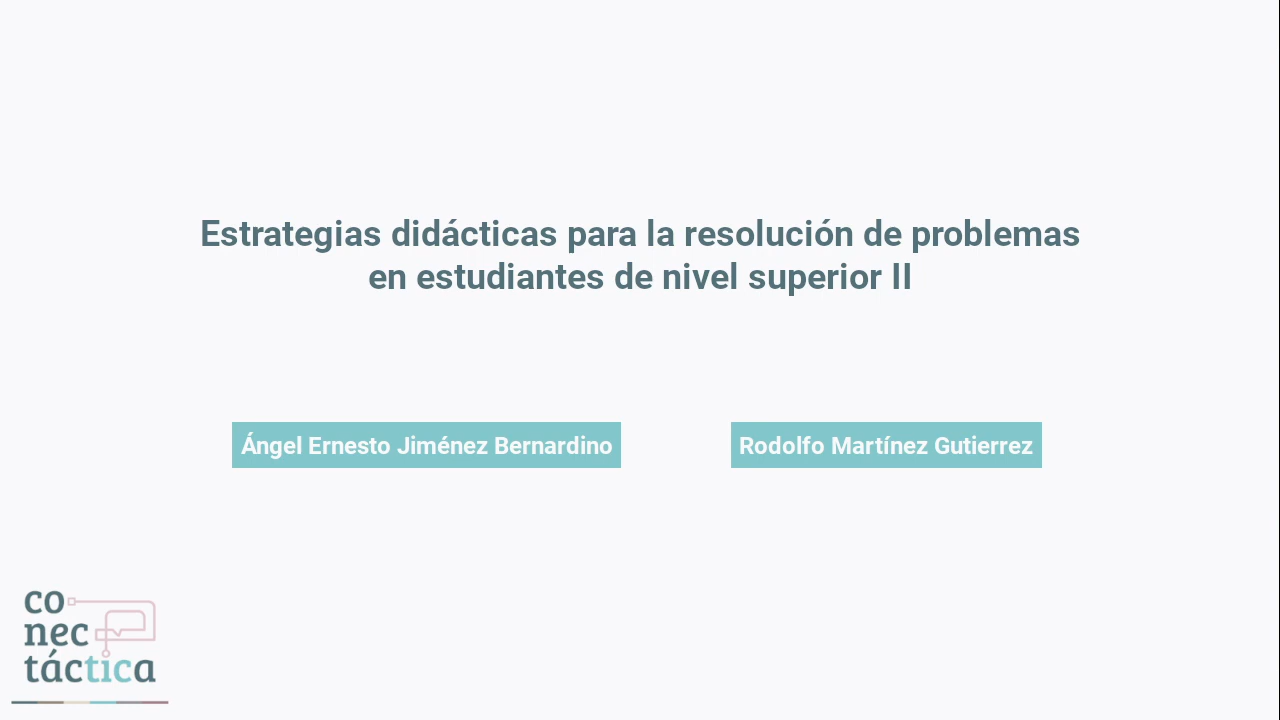 Estrategias didácticas para la resolución de problemas
en estudiantes de nivel superior II
Ángel Ernesto Jiménez Bernardino
Rodolfo Martínez Gutierrez
co
nec
táctica